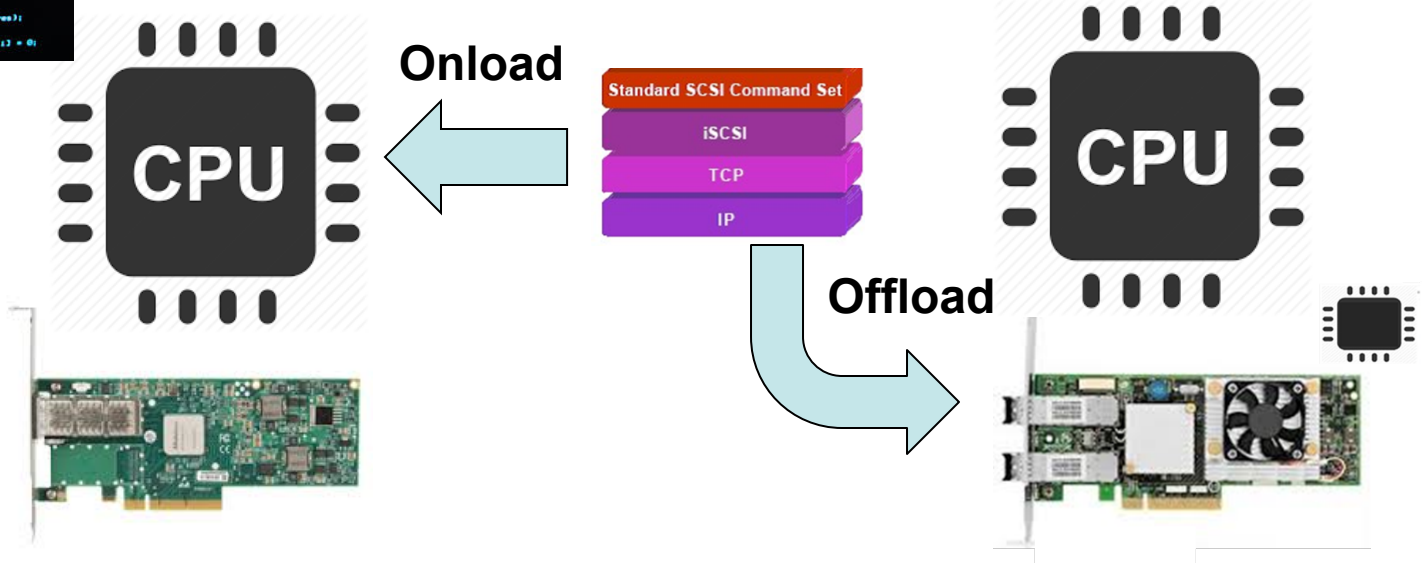 Onload
CPU
Standard SCSI Command Set
iSCSI
TCP
IP
CPU
Offload